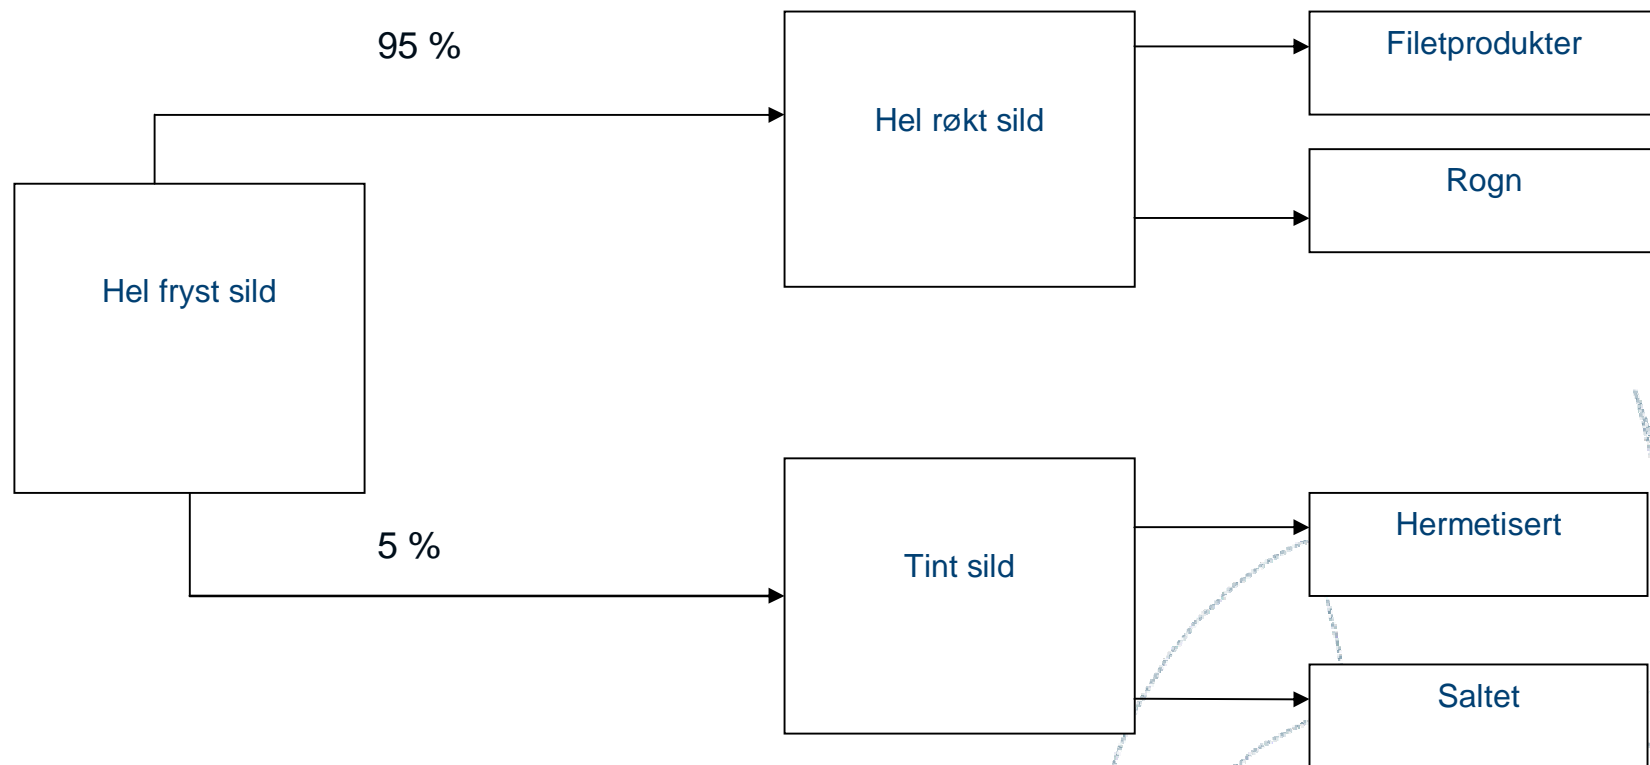 95 %
Filetprodukter
Hel røkt sild
Rogn
Hel fryst sild
5 %
Hermetisert
Tint sild
Saltet